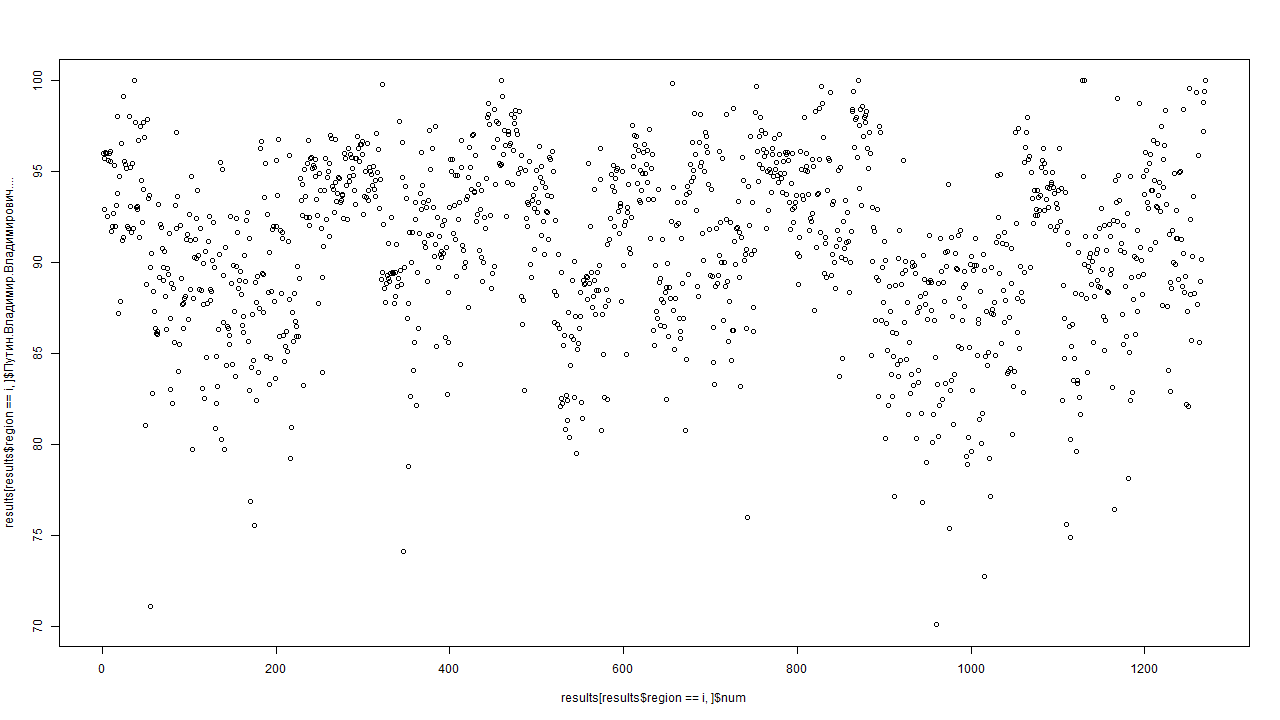 100
95
90
85
80
75
70
results[results$region == i, ]$Путин.Владимир.Владимирович....
0 200 400 600 800 1000 1200
results[results$region == i, ]$num